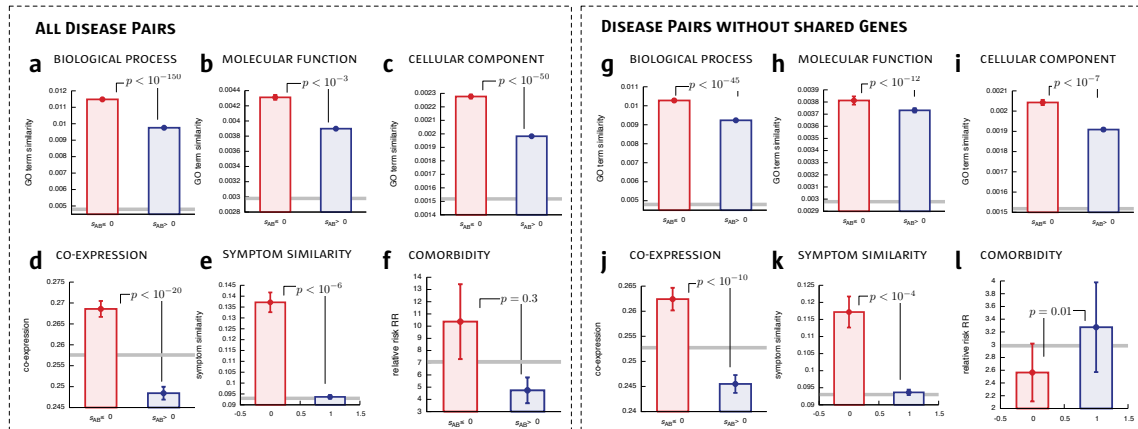 ALL DISEASE PAIRS
a BIOLOGICAL PROCESS
p < 10^{-150}
GO term similarity
0.012
0.011
0.01
0.009
0.008
0.007
0.006
0.005
s_AB≤ 0 s_AB> 0
b MOLECULAR FUNCTION
p < 10^{-3}
GO term similarity
0.0044
0.0042
0.004
0.0038
0.0036
0.0034
0.0032
0.003
0.0028
s_AB≤ 0 s_AB> 0
c CELLULAR COMPONENT
p < 10^{-50}
GO term similarity
0.0023
0.0022
0.0021
0.002
0.0019
0.0018
0.0017
0.0016
0.0015
0.0014
s_AB≤ 0 s_AB> 0
d CO-EXPRESSION
p < 10^{-20}
co-expression
0.275
0.27
0.265
0.26
0.255
0.25
0.245
s_AB≤ 0 s_AB> 0
e SYMPTOM SIMILARITY
p < 10^{-6}
symptom similarity
0.145
0.14
0.135
0.13
0.125
0.12
0.115
0.11
0.105
0.1
0.095
0.09
-0.5 0 0.5 1 1.5
f COMORBIDITY
p = 0.3
relative risk RR
14
13
12
11
10
9
8
7
6
5
4
3
s_AB≤ 0 s_AB> 0
DISEASE PAIRS WITHOUT SHARED GENES
g BIOLOGICAL PROCESS
p < 10^{-45}
GO term similarity
0.011
0.01
0.009
0.008
0.007
0.006
0.005
s_AB≤ 0 s_AB> 0
h MOLECULAR FUNCTION
p < 10^{-12}
GO term similarity
0.0039
0.0038
0.0037
0.0036
0.0035
0.0034
0.0033
0.0032
0.0031
0.003
0.0029
s_AB≤ 0 s_AB> 0
i CELLULAR COMPONENT
p < 10^{-7}
GO term similarity
0.0021
0.002
0.0019
0.0018
0.0017
0.0016
0.0015
s_AB≤ 0 s_AB> 0
j CO-EXPRESSION
p < 10^{-10}
co-expression
0.265
0.26
0.255
0.25
0.245
0.24
s_AB≤ 0 s_AB> 0
k SYMPTOM SIMILARITY
p < 10^{-4}
symptom similarity
0.125
0.12
0.115
0.11
0.105
0.1
0.095
0.09
-0.5 0 0.5 1 1.5
l COMORBIDITY
p = 0.01
relative risk RR
4
3.8
3.6
3.4
3.2
3
2.8
2.6
2.4
2.2
2
-0.5 0 0.5 1 1.5